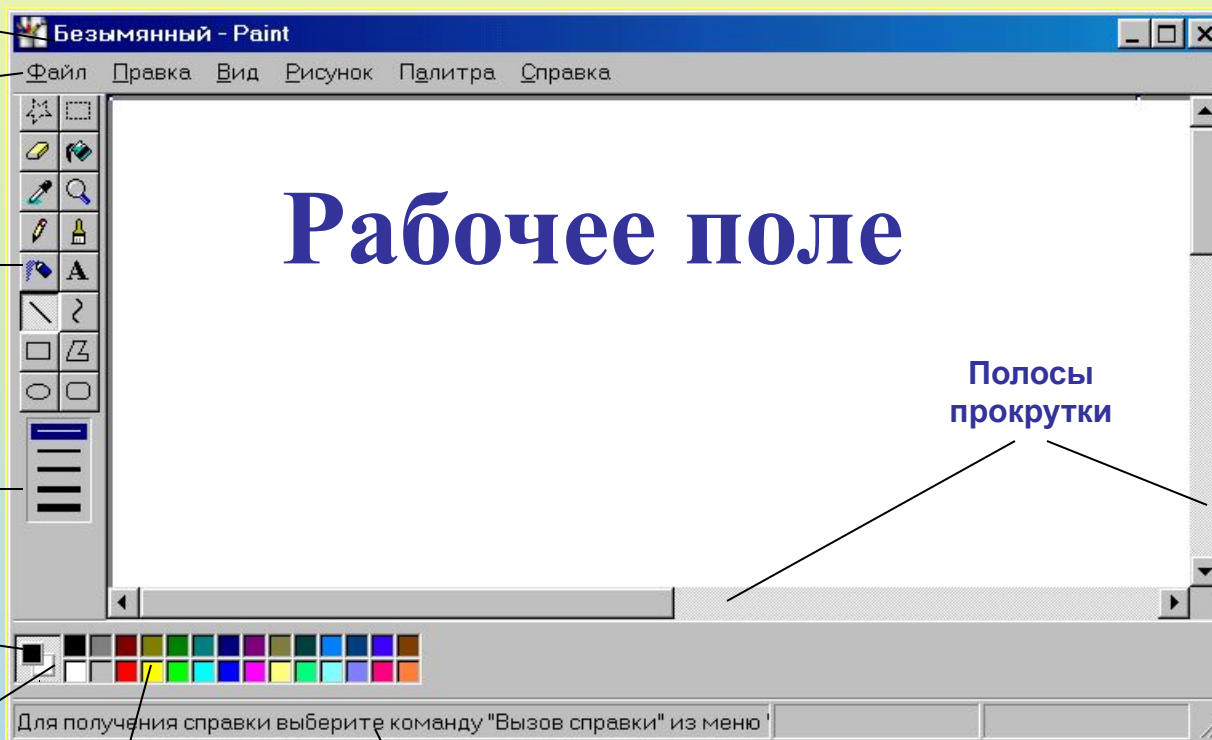 Безымянный - Paint
Файл Правка Вид Рисунок Палитра Справка
A
Рабочее поле
Полосы
прокрутки
Для получения справки выберите команду "Вызов справки" из меню '